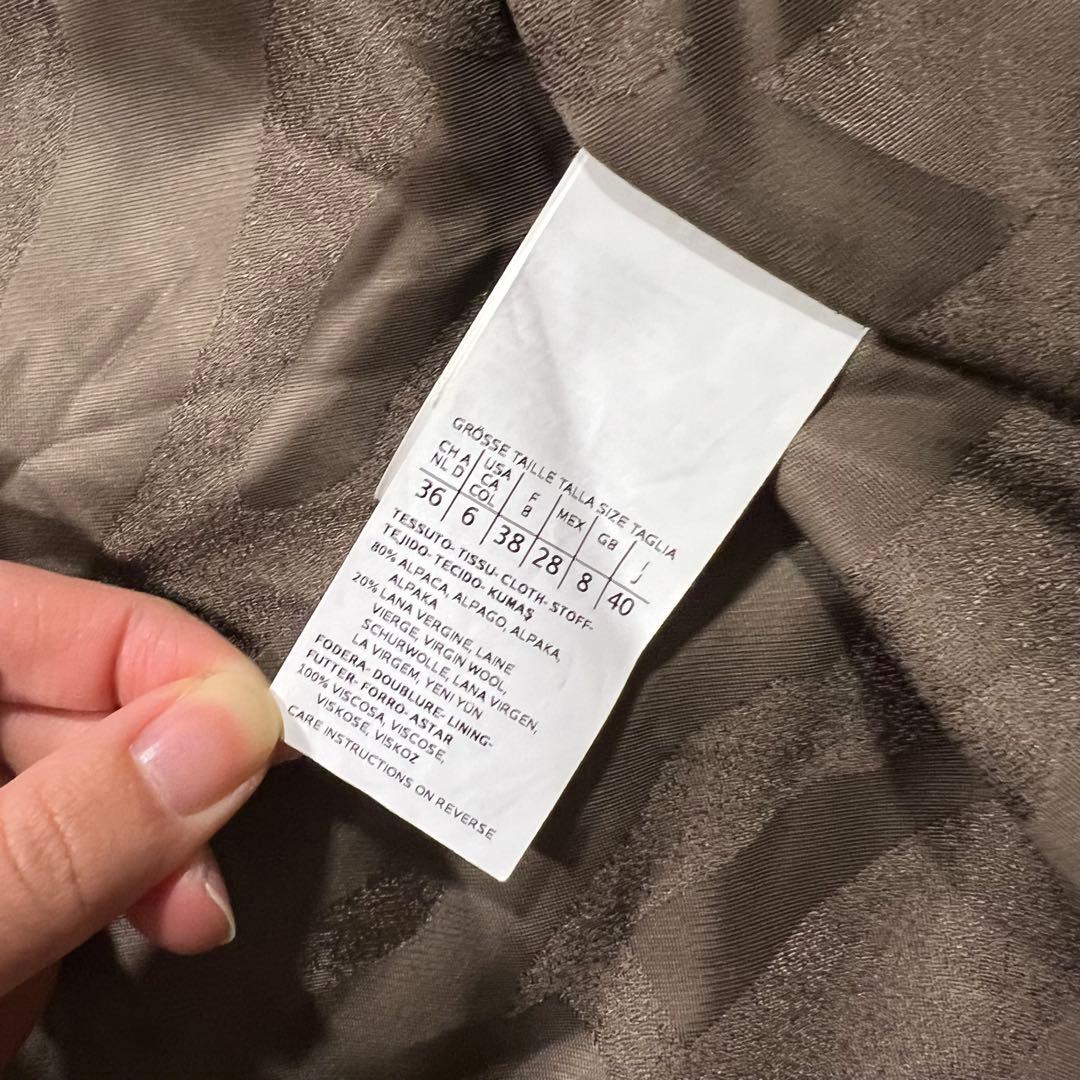 GRÖSSE TAILLE TALLA SIZE TAGLIA
CH A USA F MEX GB J
NL D CA B
COL
36 6 38 28 8 40
TESSUTO- TISSU- CLOTH- STOFF-
TEJIDO- TECIDO- KUMAŞ
80% ALPACA, ALPAGO, ALPAKA,
ALPAKA
20% LANA VERGINE, LAINE
VIERGE, VIRGIN WOOL,
SCHURWOLLE, LANA VIRGEN,
LA VIRGEM, YENI YÜN
FODERA- DOUBLURE- LINING-
FUTTER- FORRO- ASTAR
100% VISCOSA, VISCOSE,
VISKOSE, VISKOZ
CARE INSTRUCTIONS ON REVERSE